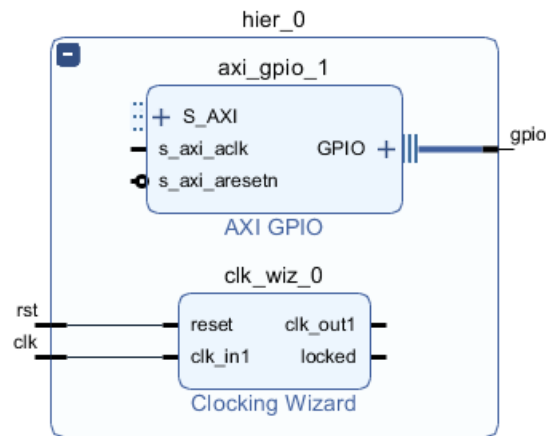 hier_0
axi_gpio_1
S_AXI
s_axi_aclk
GPIO
s_axi_aresetn
gpio
AXI GPIO
clk_wiz_0
rst
reset
clk_out1
clk
clk_in1
locked
Clocking Wizard